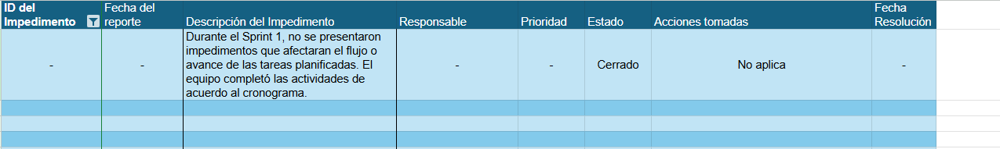 ID del Impedimento
Fecha del reporte
Descripción del Impedimento
Responsable
Prioridad
Estado
Acciones tomadas
Fecha Resolución
-
-
Durante el Sprint 1, no se presentaron
impedimentos que afectaran el flujo o
avance de las tareas planificadas. El
equipo completó las actividades de
acuerdo al cronograma.
-
-
Cerrado
No aplica
-